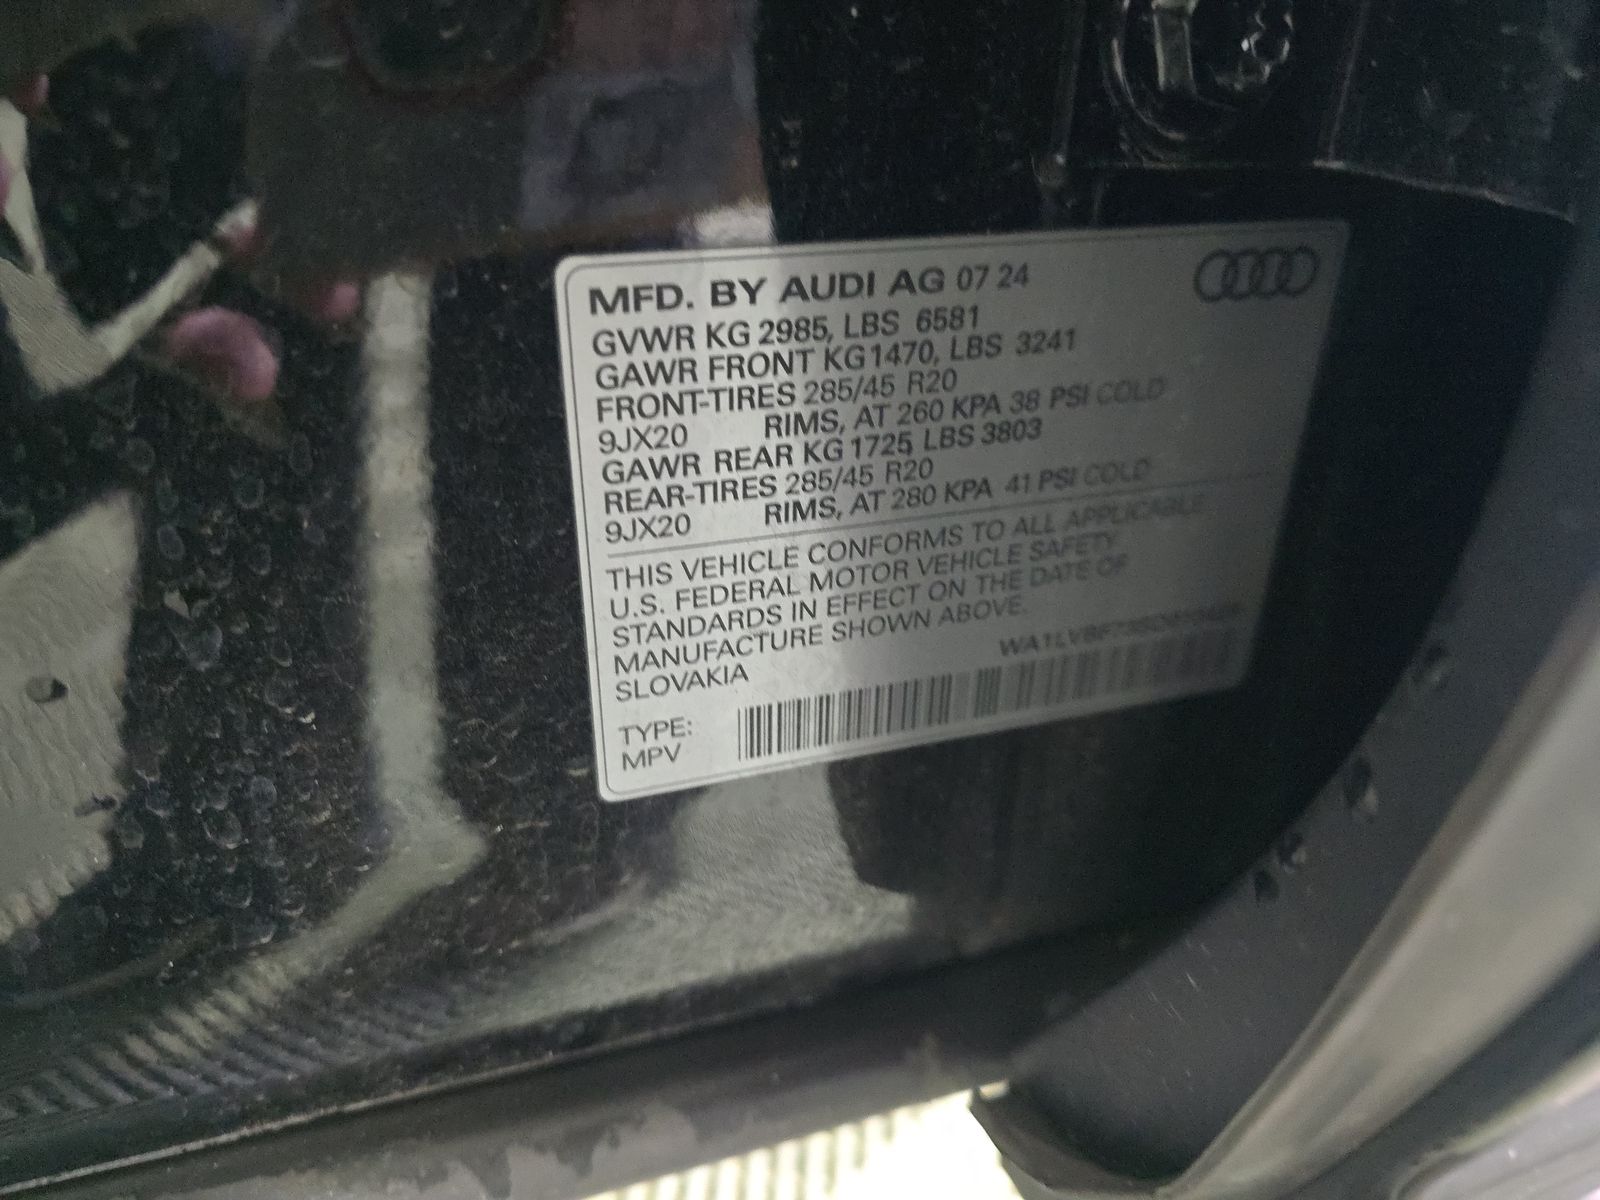 MFD. BY AUDI AG 07 24
GVWR KG 2985, LBS 6581
GAWR FRONT KG 1470, LBS 3241
FRONT-TIRES 285/45 R20
9JX20 RIMS, AT 260 KPA 38 PSI COLD
GAWR REAR KG 1725, LBS 3803
REAR-TIRES 285/45 R20
9JX20 RIMS, AT 280 KPA 41 PSI COLD
THIS VEHICLE CONFORMS TO ALL APPLICABLE
U.S. FEDERAL MOTOR VEHICLE SAFETY
STANDARDS IN EFFECT ON THE DATE OF
MANUFACTURE SHOWN ABOVE.
SLOVAKIA
TYPE:
MPV